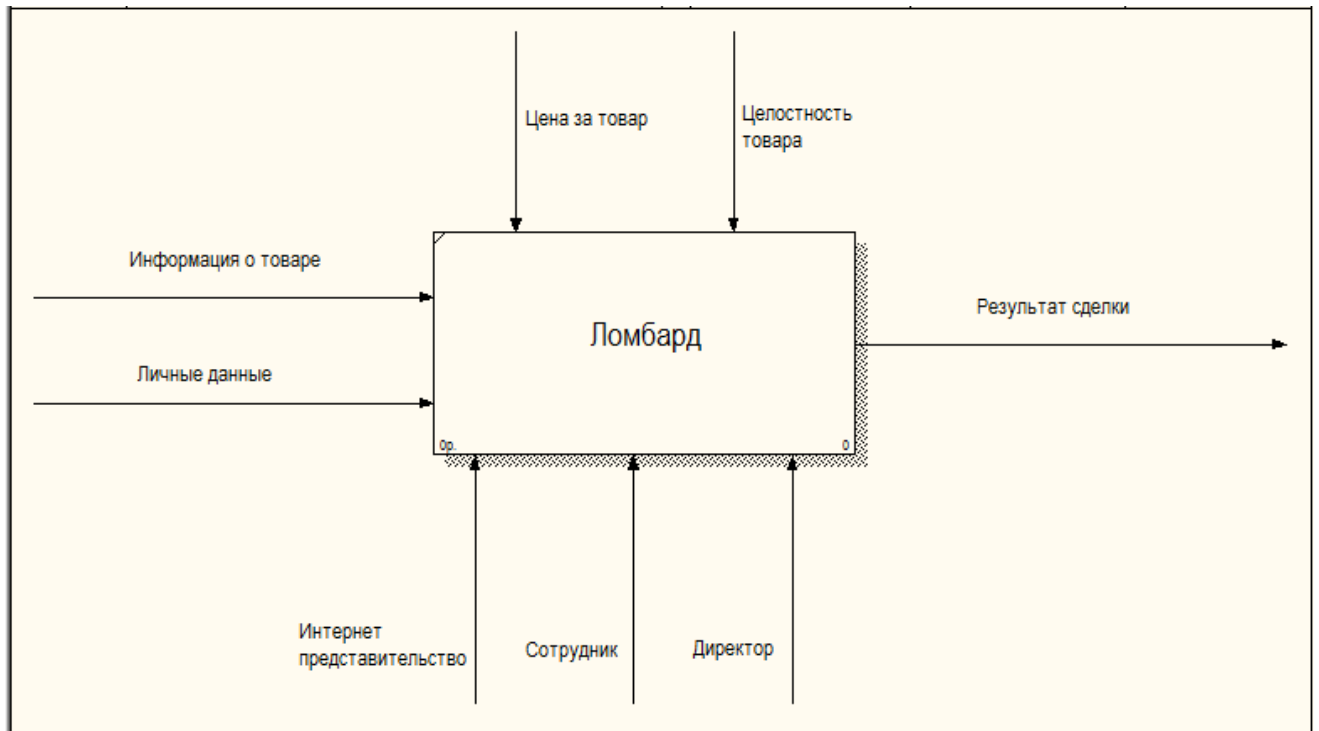 Цена за товар
Целостность
товара
Информация о товаре
Ломбард
Результат сделки
Личные данные
0р.
0
Интернет
представительство
Сотрудник
Директор